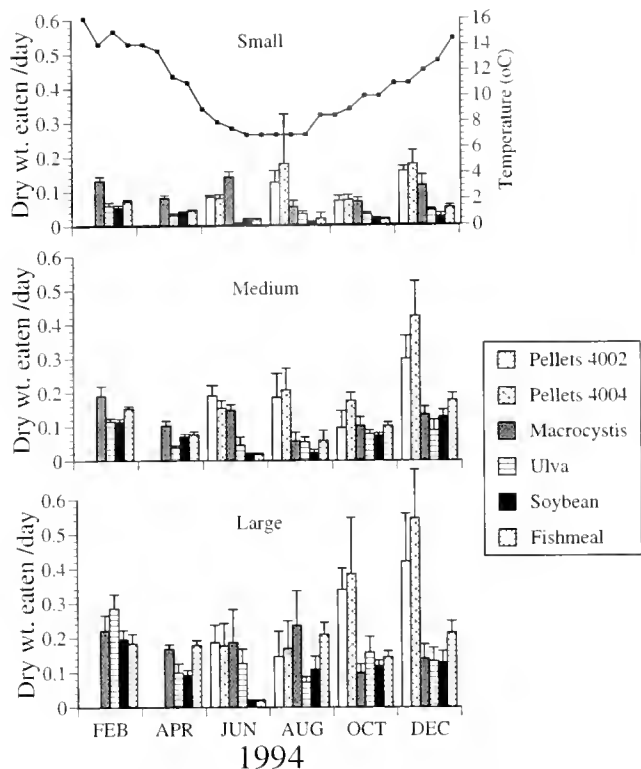 0.6
0.5
0.4
0.3
0.2
0.1
0
Dry wt. eaten /day
Small
16
14
12
10
8
6
4
2
0
Temperature (oC)
0.6
0.5
0.4
0.3
0.2
0.1
0
Dry wt. eaten /day
Medium
0.6
0.5
0.4
0.3
0.2
0.1
0
Dry wt. eaten /day
Large
FEB APR JUN AUG OCT DEC
1994
Pellets 4002
Pellets 4004
Macrocystis
Ulva
Soybean
Fishmeal